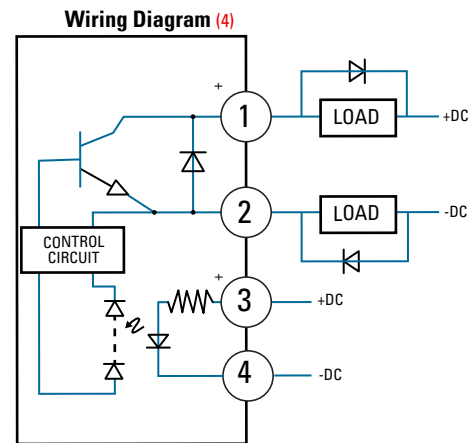 Wiring Diagram (4)
+
1
LOAD
+DC
2
LOAD
-DC
CONTROL
CIRCUIT
+
3
+DC
4
-DC